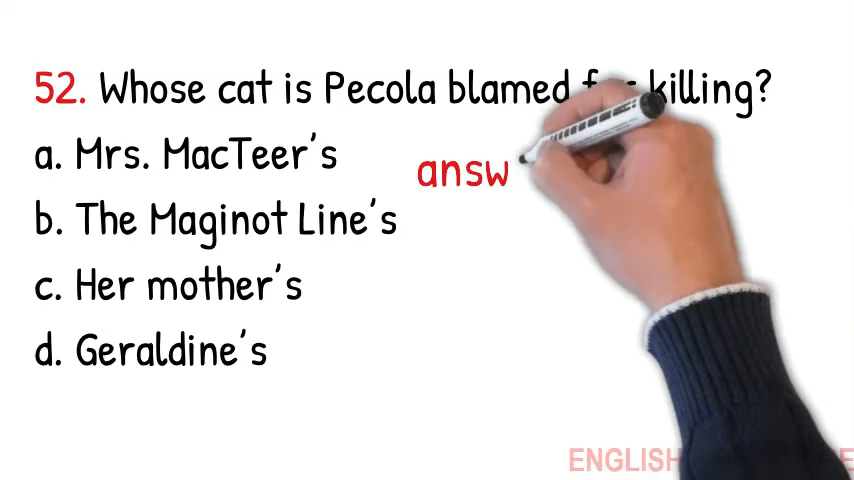 52. Whose cat is Pecola blamed for killing?
a. Mrs. MacTeer's
answ
b. The Maginot Line's
c. Her mother's
d. Geraldine's
ENGLISH